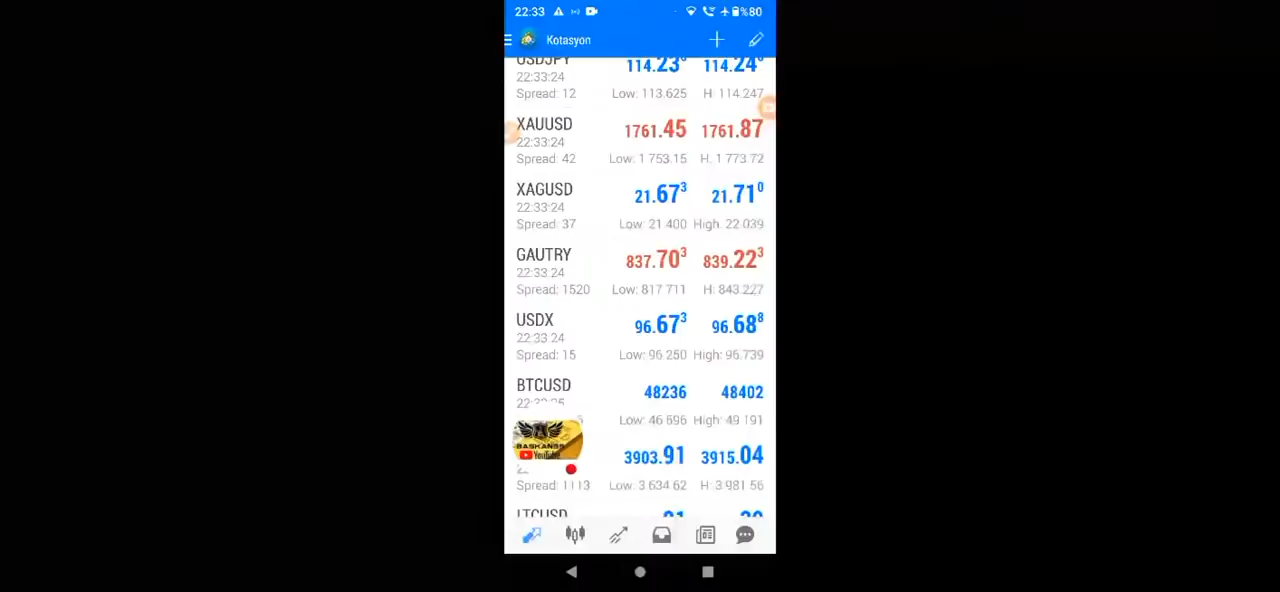 22:33 %80
Kotasyon
USDJPY 114.23⁶ 114.24⁸
22:33:24
Spread: 12 Low: 113.625 H: 114.247
XAUUSD 1761.45 1761.87
22:33:24
Spread: 42 Low: 1 753.15 H: 1 773.72
XAGUSD 21.67³ 21.71⁰
22:33:24
Spread: 37 Low: 21.400 High: 22.039
GAUTRY 837.70³ 839.22³
22:33:24
Spread: 1520 Low: 817.711 H: 843.227
USDX 96.67³ 96.68⁸
22:33:24
Spread: 15 Low: 96.250 High: 96.739
BTCUSD 48236 48402
Low: 46 696 High: 49 191
BASKAN55
YouTube
3903.91 3915.04
Spread: 1113 Low: 3 634.62 H: 3 981.56
LTCUSD